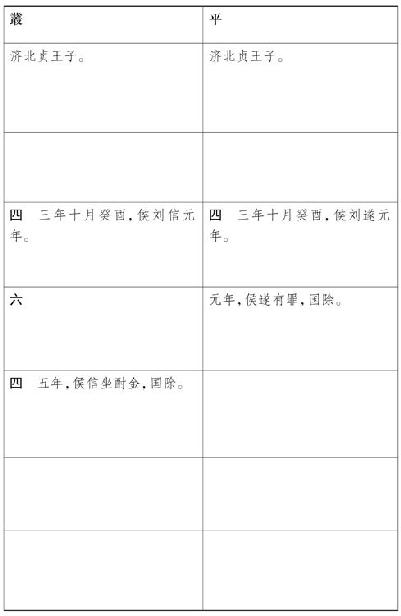 叢 平
济北贞王子。 济北贞王子。
四 三年十月癸酉，侯刘信元 四 三年十月癸酉，侯刘遂元
年。 年。
六 元年，侯遂有罪，国除。
四 五年，侯信坐酎金，国除。